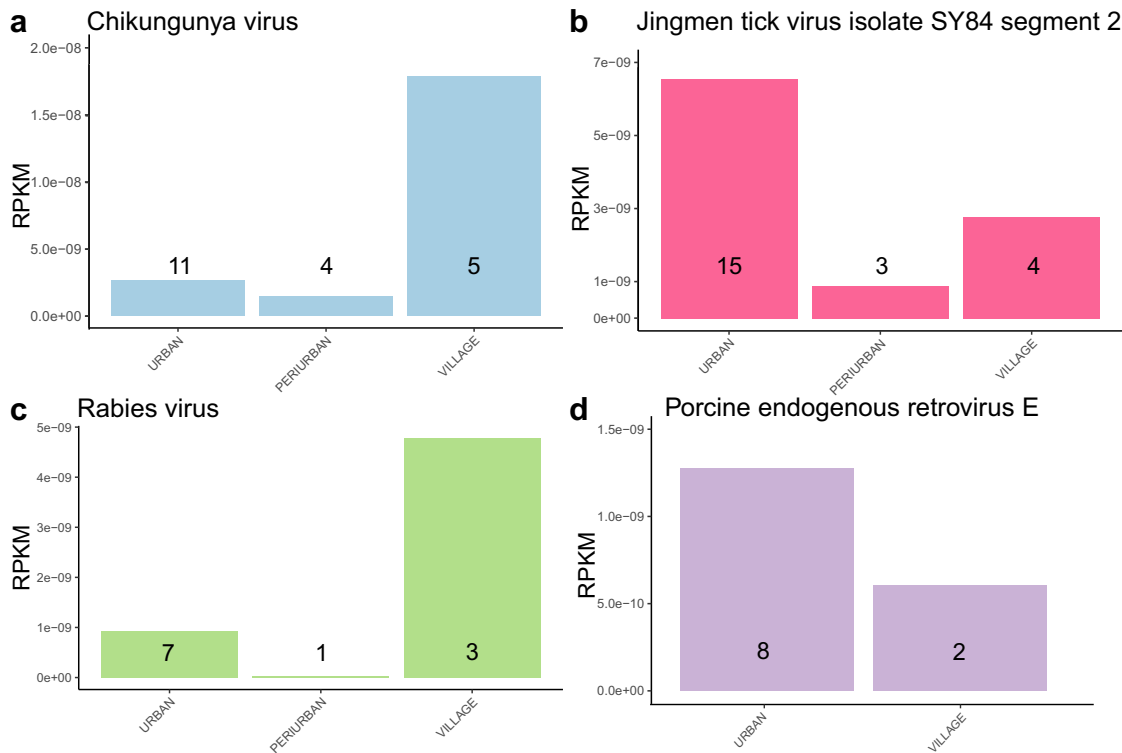 a Chikungunya virus
2.0e−08
1.5e−08
1.0e−08
5.0e−09
0.0e+00
RPKM
11 4 5
URBAN PERIURBAN VILLAGE
b Jingmen tick virus isolate SY84 segment 2
7e−09
5e−09
3e−09
1e−09
0e+00
RPKM
15 3 4
URBAN PERIURBAN VILLAGE
c Rabies virus
5e−09
4e−09
3e−09
2e−09
1e−09
0e+00
RPKM
7 1 3
URBAN PERIURBAN VILLAGE
d Porcine endogenous retrovirus E
1.5e−09
1.0e−09
5.0e−10
0.0e+00
RPKM
8 2
URBAN VILLAGE